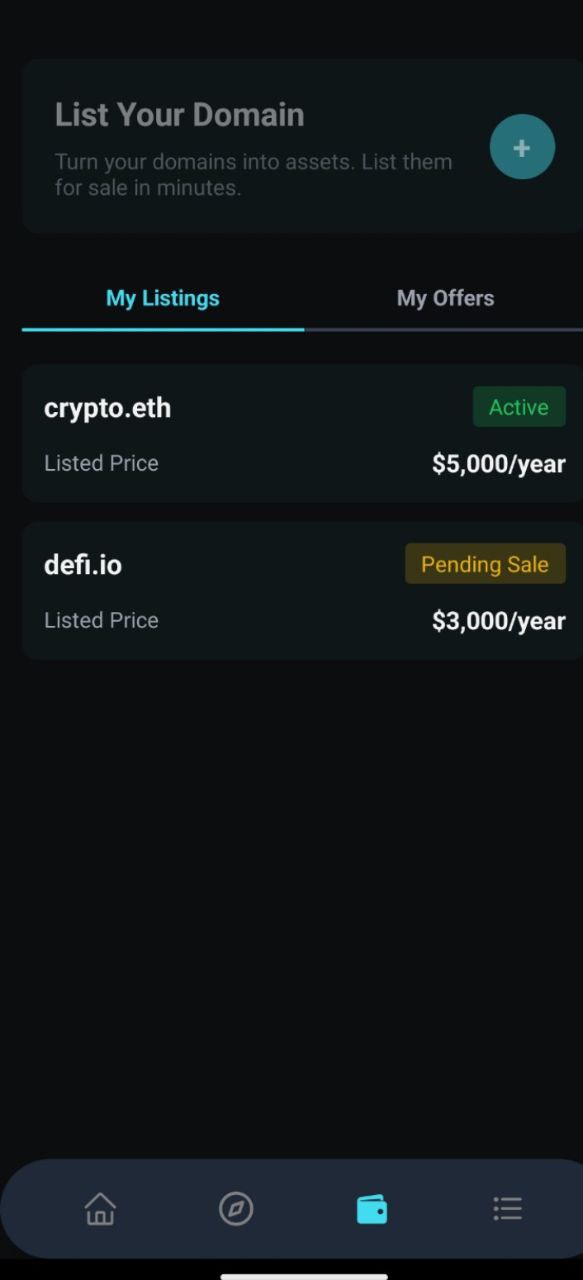 List Your Domain
Turn your domains into assets. List them
for sale in minutes.
+
My Listings
My Offers
crypto.eth
Active
Listed Price
$5,000/year
defi.io
Pending Sale
Listed Price
$3,000/year